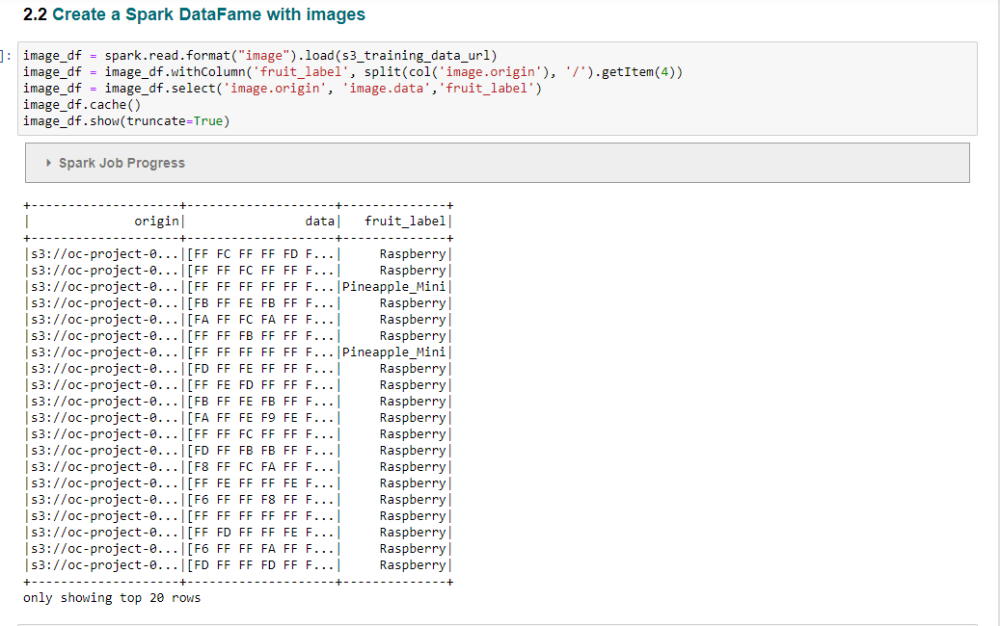 2.2 Create a Spark DataFame with images
]: image_df = spark.read.format("image").load(s3_training_data_url)
image_df = image_df.withColumn('fruit_label', split(col('image.origin'), '/').getItem(4))
image_df = image_df.select('image.origin', 'image.data','fruit_label')
image_df.cache()
image_df.show(truncate=True)
Spark Job Progress
+--------------------+--------------------+--------------+
|              origin|                data|   fruit_label|
+--------------------+--------------------+--------------+
|s3://oc-project-0...|[FF FC FF FF FD F...|     Raspberry|
|s3://oc-project-0...|[FF FF FC FF FF F...|     Raspberry|
|s3://oc-project-0...|[FF FF FF FF FF F...|Pineapple_Mini|
|s3://oc-project-0...|[FB FF FE FB FF F...|     Raspberry|
|s3://oc-project-0...|[FA FF FC FA FF F...|     Raspberry|
|s3://oc-project-0...|[FF FF FB FF FF F...|     Raspberry|
|s3://oc-project-0...|[FF FF FF FF FF F...|Pineapple_Mini|
|s3://oc-project-0...|[FD FF FE FF FF F...|     Raspberry|
|s3://oc-project-0...|[FF FE FD FF FF F...|     Raspberry|
|s3://oc-project-0...|[FB FF FE FB FF F...|     Raspberry|
|s3://oc-project-0...|[FA FF FE F9 FE F...|     Raspberry|
|s3://oc-project-0...|[FF FF FC FF FF F...|     Raspberry|
|s3://oc-project-0...|[FD FF FB FB FF F...|     Raspberry|
|s3://oc-project-0...|[F8 FF FC FA FF F...|     Raspberry|
|s3://oc-project-0...|[FF FE FF FF FE F...|     Raspberry|
|s3://oc-project-0...|[F6 FF FF F8 FF F...|     Raspberry|
|s3://oc-project-0...|[FF FF FF FF FF F...|     Raspberry|
|s3://oc-project-0...|[FF FD FF FF FE F...|     Raspberry|
|s3://oc-project-0...|[F6 FF FF FA FF F...|     Raspberry|
|s3://oc-project-0...|[FD FF FF FD FF F...|     Raspberry|
+--------------------+--------------------+--------------+
only showing top 20 rows